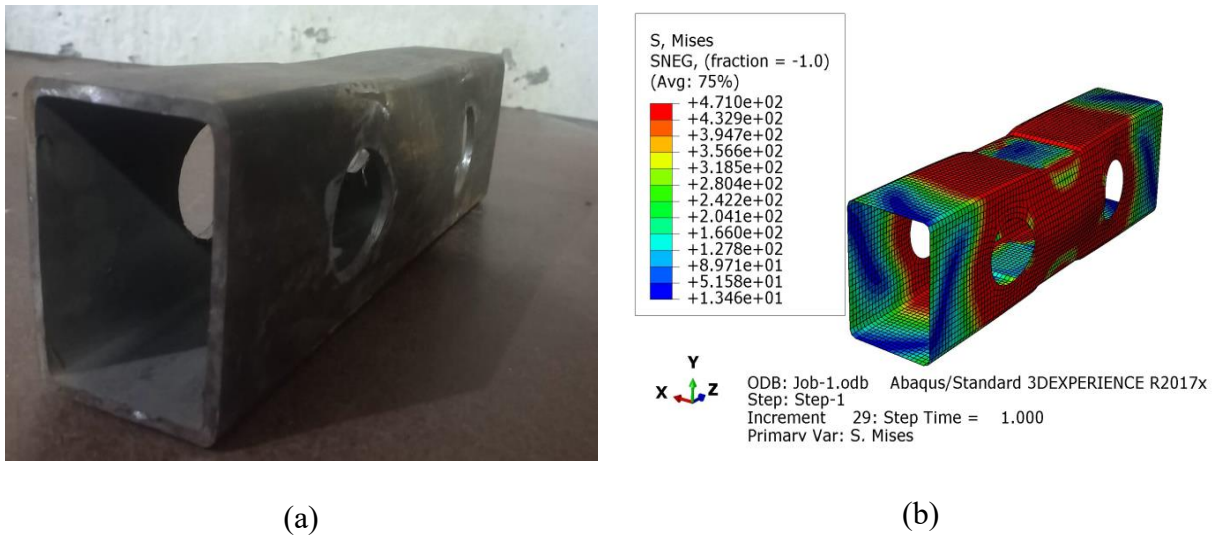 S, Mises
SNEG, (fraction = -1.0)
(Avg: 75%)
+4.710e+02
+4.329e+02
+3.947e+02
+3.566e+02
+3.185e+02
+2.804e+02
+2.422e+02
+2.041e+02
+1.660e+02
+1.278e+02
+8.971e+01
+5.158e+01
+1.346e+01
Y
X
Z
ODB: Job-1.odb Abaqus/Standard 3DEXPERIENCE R2017x
Step: Step-1
Increment 29: Step Time = 1.000
Primary Var: S. Mises
(a)
(b)